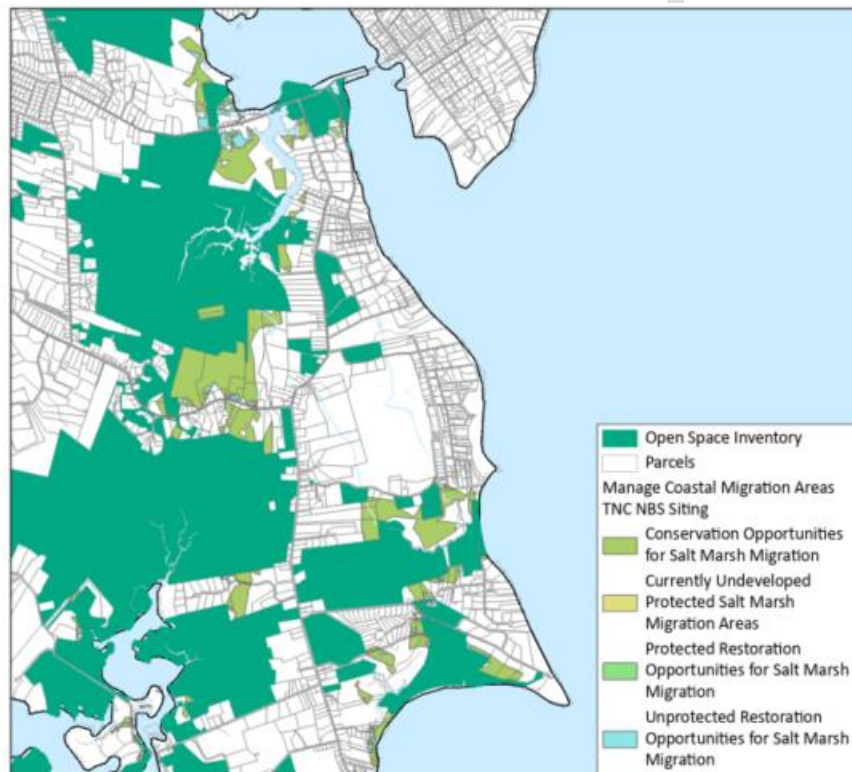 Open Space Inventory
Parcels
Manage Coastal Migration Areas
TNC NBS Siting
Conservation Opportunities
for Salt Marsh Migration
Currently Undeveloped
Protected Salt Marsh
Migration Areas
Protected Restoration
Opportunities for Salt Marsh
Migration
Unprotected Restoration
Opportunities for Salt Marsh
Migration